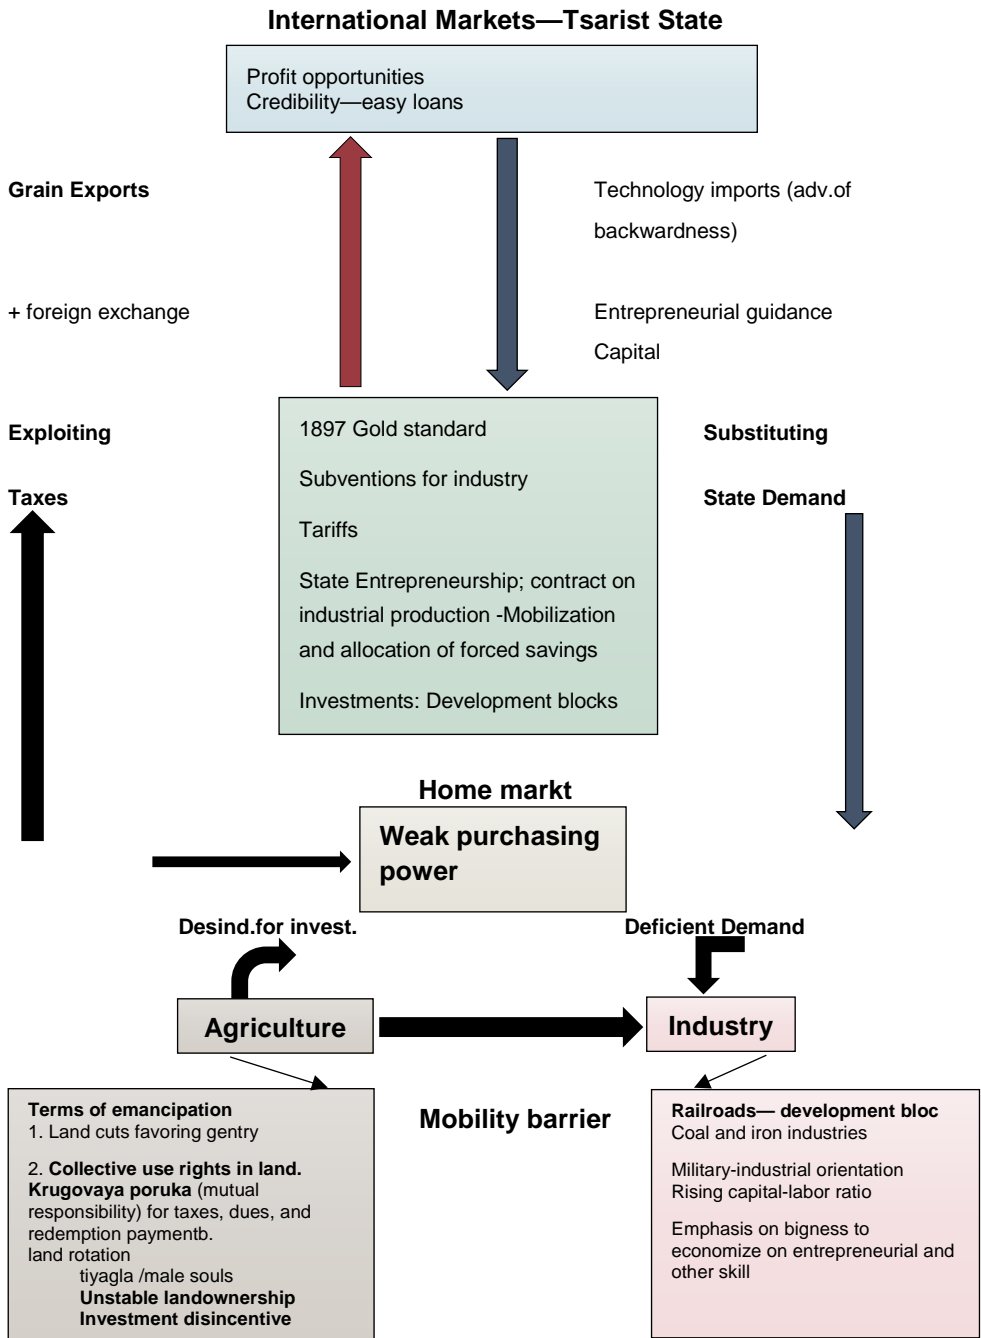 International Markets—Tsarist State
Profit opportunities
Credibility—easy loans
Grain Exports
Technology imports (adv.of
backwardness)
+ foreign exchange
Entrepreneurial guidance
Capital
Exploiting
Substituting
Taxes
State Demand
1897 Gold standard
Subventions for industry
Tariffs
State Entrepreneurship; contract on
industrial production -Mobilization
and allocation of forced savings
Investments: Development blocks
Home markt
Weak purchasing
power
Desind.for invest.
Deficient Demand
Agriculture
Industry
Terms of emancipation
1. Land cuts favoring gentry
2. Collective use rights in land.
Krugovaya poruka (mutual
responsibility) for taxes, dues, and
redemption paymentb.
land rotation
tiyagla /male souls
Unstable landownership
Investment disincentive
Mobility barrier
Railroads— development bloc
Coal and iron industries
Military-industrial orientation
Rising capital-labor ratio
Emphasis on bigness to
economize on entrepreneurial and
other skill